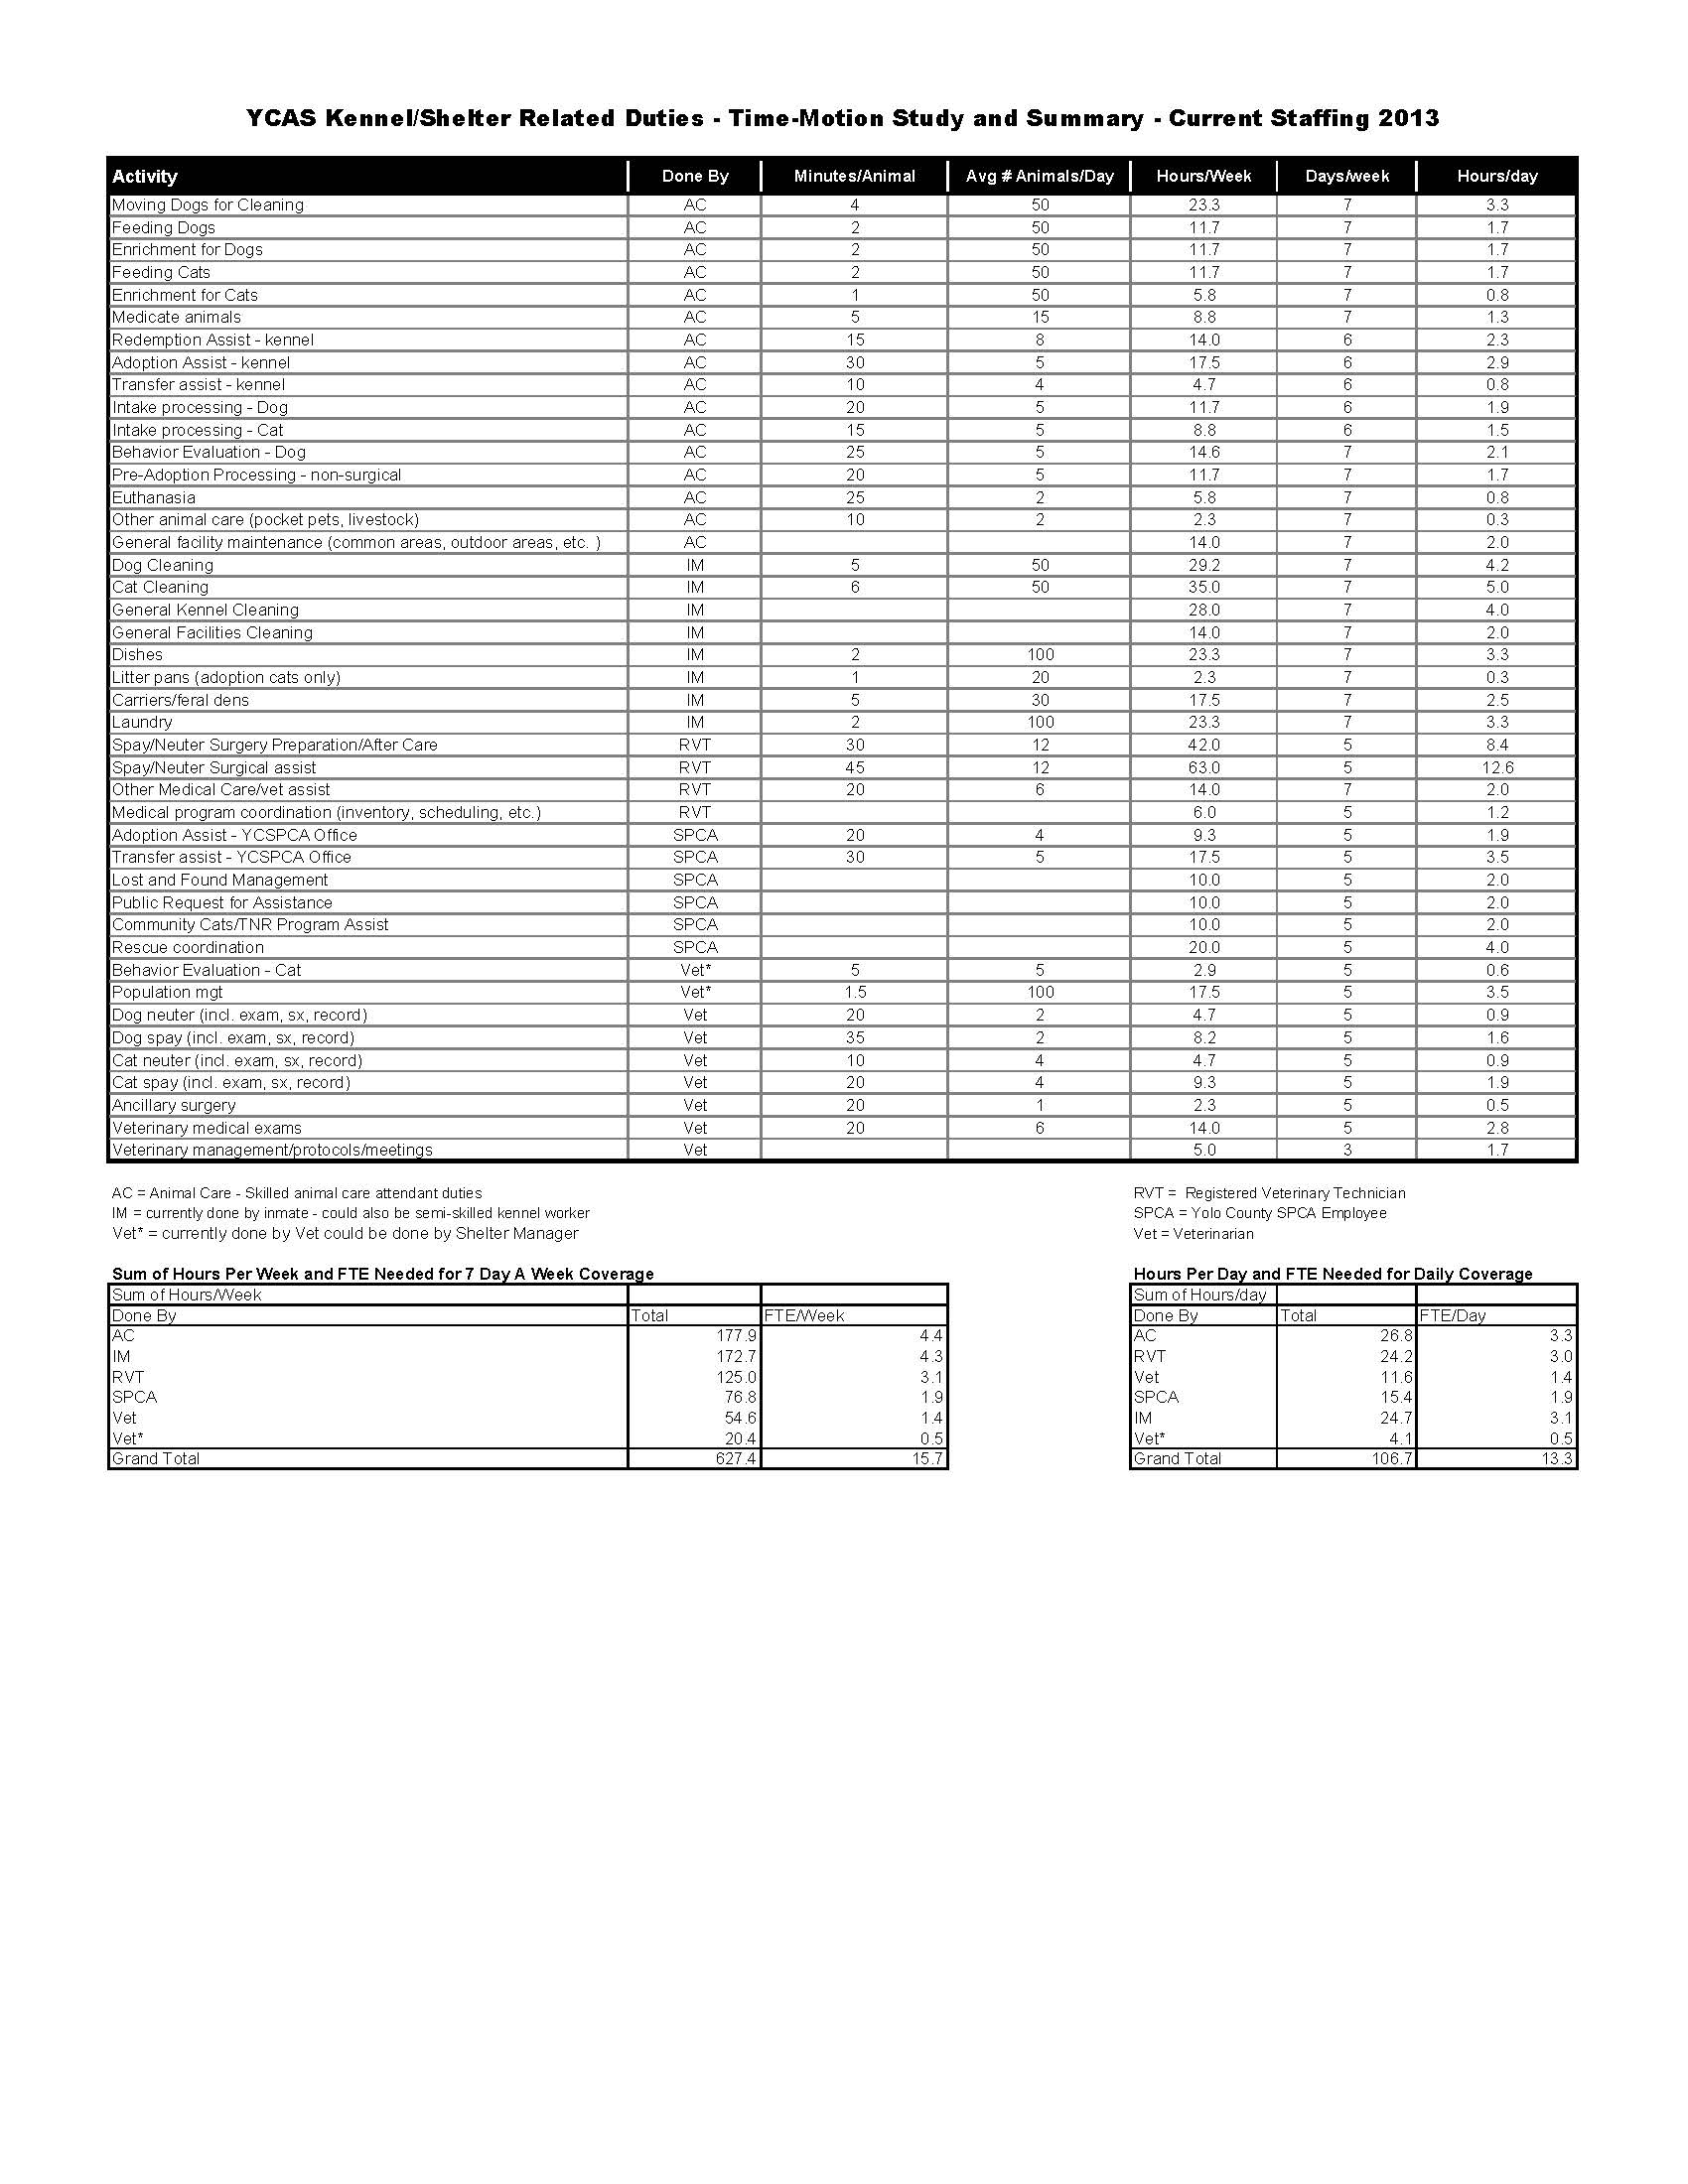 YCAS Kennel/Shelter Related Duties - Time-Motion Study and Summary - Current Staffing 2013
Activity Done By Minutes/Animal Avg # Animals/Day Hours/Week Days/week Hours/day
Moving Dogs for Cleaning AC 4 50 23.3 7 3.3
Feeding Dogs AC 2 50 11.7 7 1.7
Enrichment for Dogs AC 2 50 11.7 7 1.7
Feeding Cats AC 2 50 11.7 7 1.7
Enrichment for Cats AC 1 50 5.8 7 0.8
Medicate animals AC 5 15 8.8 7 1.3
Redemption Assist - kennel AC 15 8 14.0 6 2.3
Adoption Assist - kennel AC 30 5 17.5 6 2.9
Transfer assist - kennel AC 10 4 4.7 6 0.8
Intake processing - Dog AC 20 5 11.7 6 1.9
Intake processing - Cat AC 15 5 8.8 6 1.5
Behavior Evaluation - Dog AC 25 5 14.6 7 2.1
Pre-Adoption Processing - non-surgical AC 20 5 11.7 7 1.7
Euthanasia AC 25 2 5.8 7 0.8
Other animal care (pocket pets, livestock) AC 10 2 2.3 7 0.3
General facility maintenance (common areas, outdoor areas, etc. ) AC 14.0 7 2.0
Dog Cleaning IM 5 50 29.2 7 4.2
Cat Cleaning IM 6 50 35.0 7 5.0
General Kennel Cleaning IM 28.0 7 4.0
General Facilities Cleaning IM 14.0 7 2.0
Dishes IM 2 100 23.3 7 3.3
Litter pans (adoption cats only) IM 1 20 2.3 7 0.3
Carriers/feral dens IM 5 30 17.5 7 2.5
Laundry IM 2 100 23.3 7 3.3
Spay/Neuter Surgery Preparation/After Care RVT 30 12 42.0 5 8.4
Spay/Neuter Surgical assist RVT 45 12 63.0 5 12.6
Other Medical Care/vet assist RVT 20 6 14.0 7 2.0
Medical program coordination (inventory, scheduling, etc.) RVT 6.0 5 1.2
Adoption Assist - YCSPCA Office SPCA 20 4 9.3 5 1.9
Transfer assist - YCSPCA Office SPCA 30 5 17.5 5 3.5
Lost and Found Management SPCA 10.0 5 2.0
Public Request for Assistance SPCA 10.0 5 2.0
Community Cats/TNR Program Assist SPCA 10.0 5 2.0
Rescue coordination SPCA 20.0 5 4.0
Behavior Evaluation - Cat Vet* 5 5 2.9 5 0.6
Population mgt Vet* 1.5 100 17.5 5 3.5
Dog neuter (incl. exam, sx, record) Vet 20 2 4.7 5 0.9
Dog spay (incl. exam, sx, record) Vet 35 2 8.2 5 1.6
Cat neuter (incl. exam, sx, record) Vet 10 4 4.7 5 0.9
Cat spay (incl. exam, sx, record) Vet 20 4 9.3 5 1.9
Ancillary surgery Vet 20 1 2.3 5 0.5
Veterinary medical exams Vet 20 6 14.0 5 2.8
Veterinary management/protocols/meetings Vet 5.0 3 1.7
AC = Animal Care - Skilled animal care attendant duties RVT = Registered Veterinary Technician
IM = currently done by inmate - could also be semi-skilled kennel worker SPCA = Yolo County SPCA Employee
Vet* = currently done by Vet could be done by Shelter Manager Vet = Veterinarian
Sum of Hours Per Week and FTE Needed for 7 Day A Week Coverage
Sum of Hours/Week
Done By Total FTE/Week
AC 177.9 4.4
IM 172.7 4.3
RVT 125.0 3.1
SPCA 76.8 1.9
Vet 54.6 1.4
Vet* 20.4 0.5
Grand Total 627.4 15.7
Hours Per Day and FTE Needed for Daily Coverage
Sum of Hours/day
Done By Total FTE/Day
AC 26.8 3.3
RVT 24.2 3.0
Vet 11.6 1.4
SPCA 15.4 1.9
IM 24.7 3.1
Vet* 4.1 0.5
Grand Total 106.7 13.3